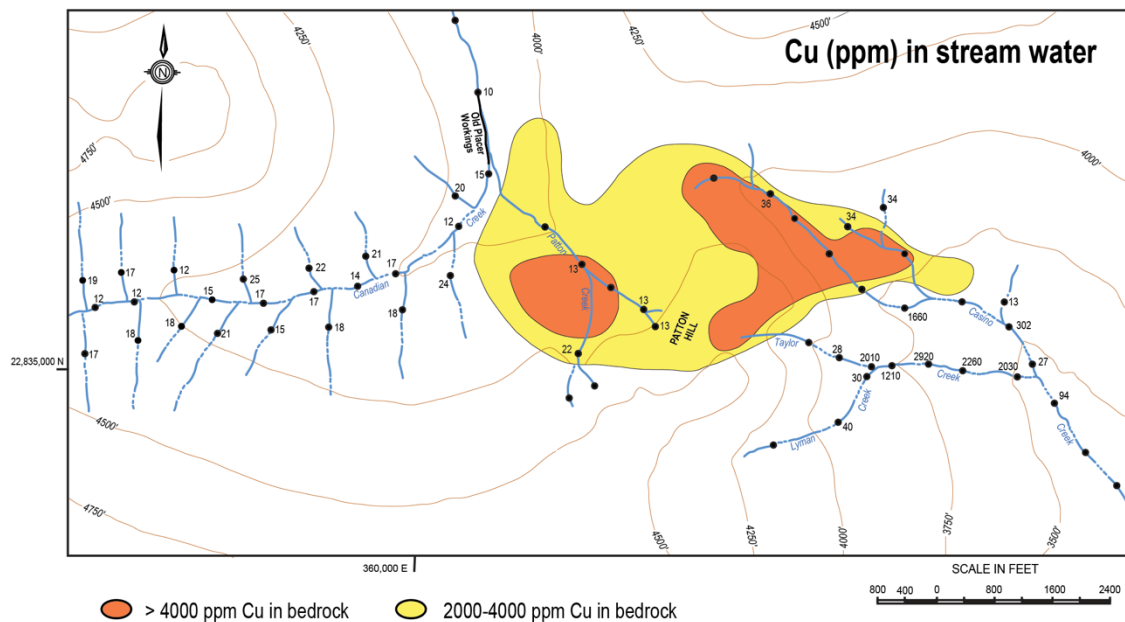 Cu (ppm) in stream water
4500'
4250'
4000'
4250'
4500'
N
4750'
4500'
4000'
10
Old Placer
Workings
15
20
12
Creek
24
19
17
12
25
22
21
17
14
Canadian
17
15
17
12
12
18
18
21
15
18
18
17
Patton
13
Creek
13
13
22
PATTON
HILL
36
34
34
1660
Casino
13
302
27
94
Creek
Taylor
28
2010
30
1210
2920
Creek
2260
2030
40
Creek
Lyman
22,835,000 N
4500'
4750'
4500'
4250'
4000'
3750'
3500'
360,000 E
SCALE IN FEET
800 400 0 800 1600 2400
> 4000 ppm Cu in bedrock
2000-4000 ppm Cu in bedrock